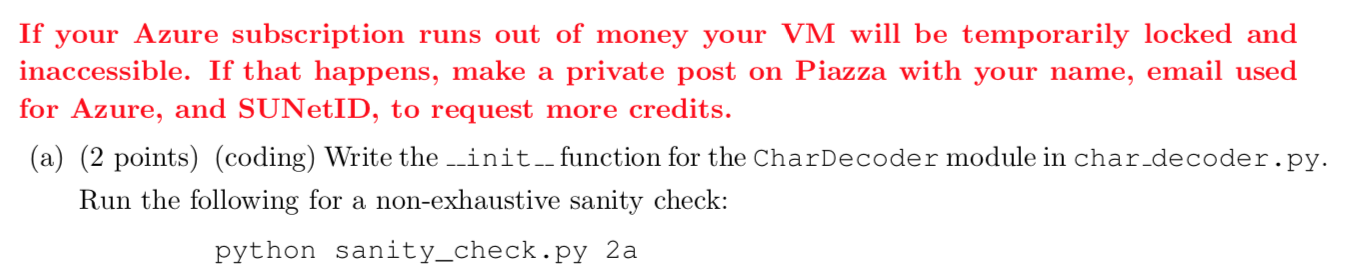 If your Azure subscription runs out of money your VM will be temporarily locked and
inaccessible. If that happens, make a private post on Piazza with your name, email used
for Azure, and SUNetID, to request more credits.
(a) (2 points) (coding) Write the __init__ function for the CharDecoder module in char_decoder.py.
Run the following for a non-exhaustive sanity check:
python sanity_check.py 2a